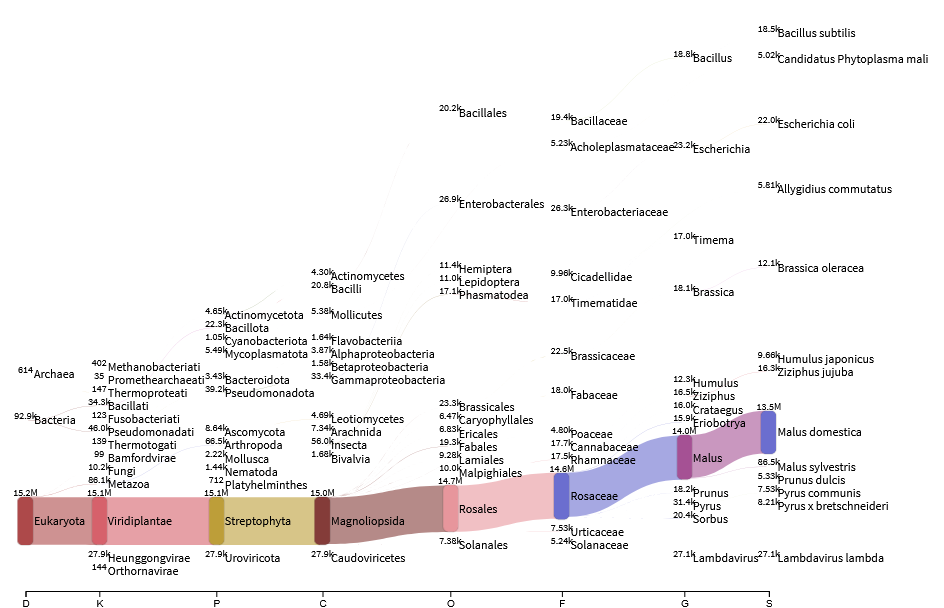 18.5k Bacillus subtilis
5.02k Candidatus Phytoplasma mali
18.8k Bacillus
20.2k Bacillales
19.4k Bacillaceae
22.0k Escherichia coli
5.23k Acholeplasmataceae
23.2k Escherichia
5.81k Allygidius commutatus
26.9k Enterobacterales
26.3k Enterobacteriaceae
17.0k Timema
12.1k Brassica oleracea
11.4k Hemiptera
4.30k Actinomycetes
9.96k Cicadellidae
11.0k Lepidoptera
20.8k Bacilli
17.1k Phasmatodea
18.1k Brassica
17.0k Timematidae
4.65k Actinomycetota
5.38k Mollicutes
22.3k Bacillota
1.05k Cyanobacteriota
1.64k Flavobacteriia
5.49k Mycoplasmatota
3.87k Alphaproteobacteria
22.5k Brassicaceae
9.66k Humulus japonicus
402 Methanobacteriati
1.58k Betaproteobacteria
16.3k Ziziphus jujuba
614 Archaea
35 Promethearchaeati
3.43k Bacteroidota
33.4k Gammaproteobacteria
12.3k Humulus
147 Thermoproteati
39.2k Pseudomonadota
18.0k Fabaceae
16.5k Ziziphus
34.3k Bacillati
23.3k Brassicales
16.0k Crataegus
13.5M Malus domestica
92.9k Bacteria
123 Fusobacteriati
4.69k Leotiomycetes
6.47k Caryophyllales
15.9k Eriobotrya
46.0k Pseudomonadati
8.64k Ascomycota
7.34k Arachnida
6.83k Ericales
4.80k Poaceae
139 Thermotogati
66.5k Arthropoda
56.0k Insecta
19.3k Fabales
17.7k Cannabaceae
14.0M Malus
99 Bamfordvirae
2.22k Mollusca
1.68k Bivalvia
9.28k Lamiales
17.5k Rhamnaceae
86.5k Malus sylvestris
10.2k Fungi
1.44k Nematoda
10.0k Malpighiales
5.33k Prunus dulcis
86.1k Metazoa
712 Platyhelminthes
14.7M Rosales
14.6M Rosaceae
18.2k Prunus
7.53k Pyrus communis
31.4k Pyrus
8.21k Pyrus x bretschneideri
20.4k Sorbus
15.2M Eukaryota
15.1M Viridiplantae
15.1M Streptophyta
15.0M Magnoliopsida
7.53k Urticaceae
7.38k Solanales
5.24k Solanaceae
27.9k Heunggongvirae
27.9k Uroviricota
27.9k Caudoviricetes
27.1k Lambdavirus
27.1k Lambdavirus lambda
144 Orthornavirae
D K P C O F G S